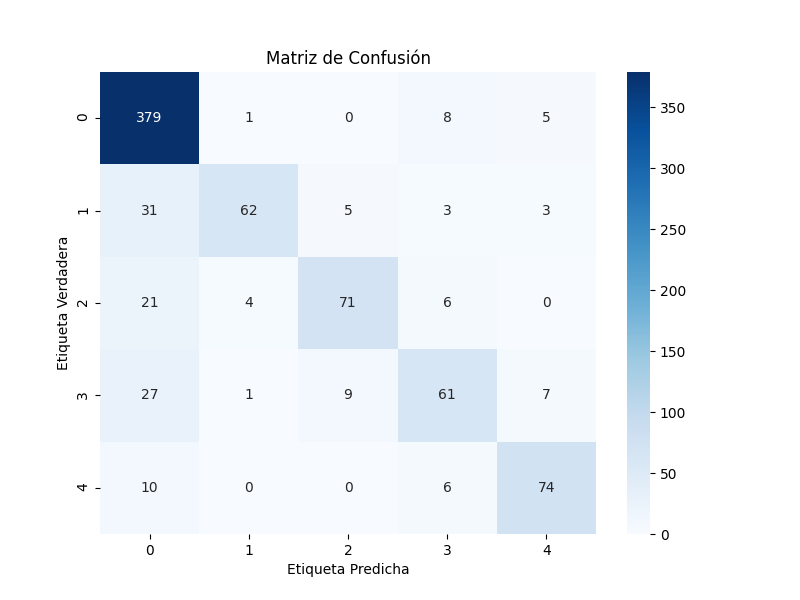 Matriz de Confusión
Etiqueta Verdadera
0 379 1 0 8 5
1 31 62 5 3 3
2 21 4 71 6 0
3 27 1 9 61 7
4 10 0 0 6 74
0 1 2 3 4
Etiqueta Predicha
350
300
250
200
150
100
50
0